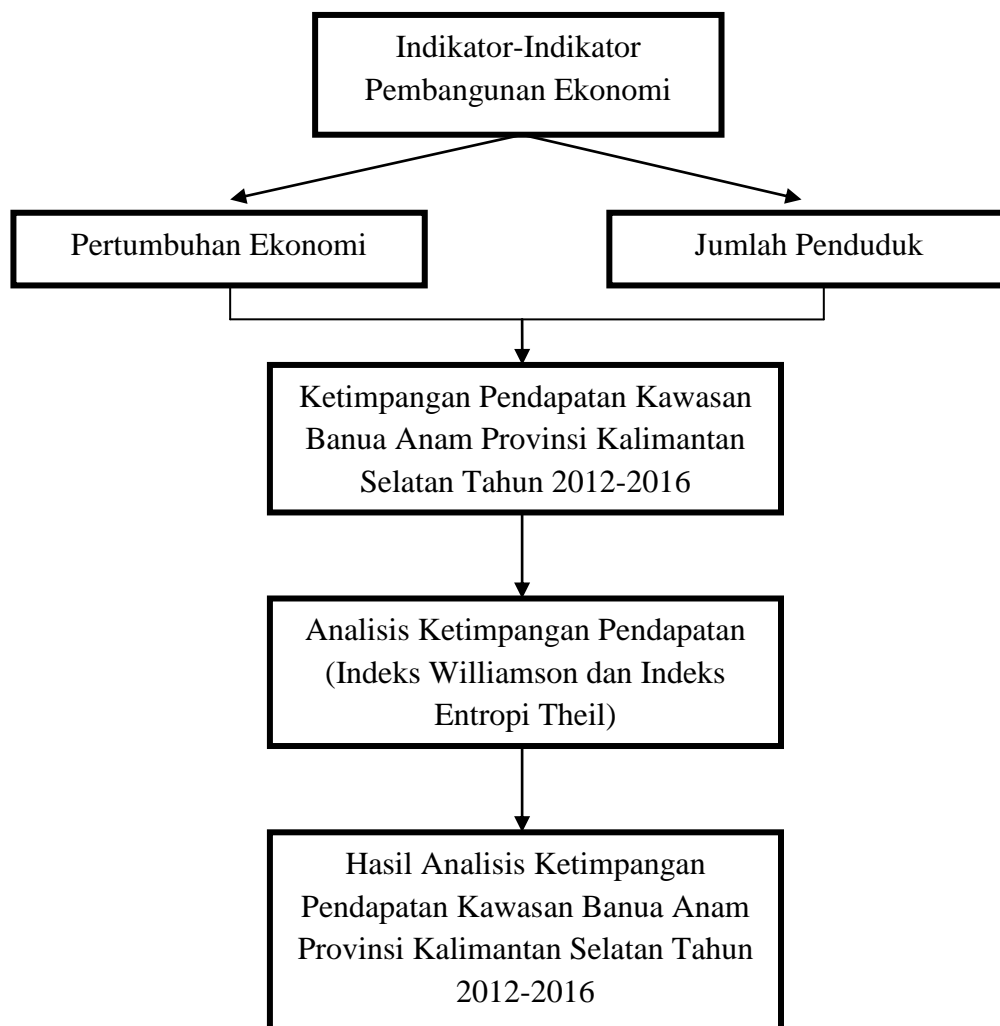 Indikator-Indikator
Pembangunan Ekonomi
Pertumbuhan Ekonomi
Jumlah Penduduk
Ketimpangan Pendapatan Kawasan
Banua Anam Provinsi Kalimantan
Selatan Tahun 2012-2016
Analisis Ketimpangan Pendapatan
(Indeks Williamson dan Indeks
Entropi Theil)
Hasil Analisis Ketimpangan
Pendapatan Kawasan Banua Anam
Provinsi Kalimantan Selatan Tahun
2012-2016